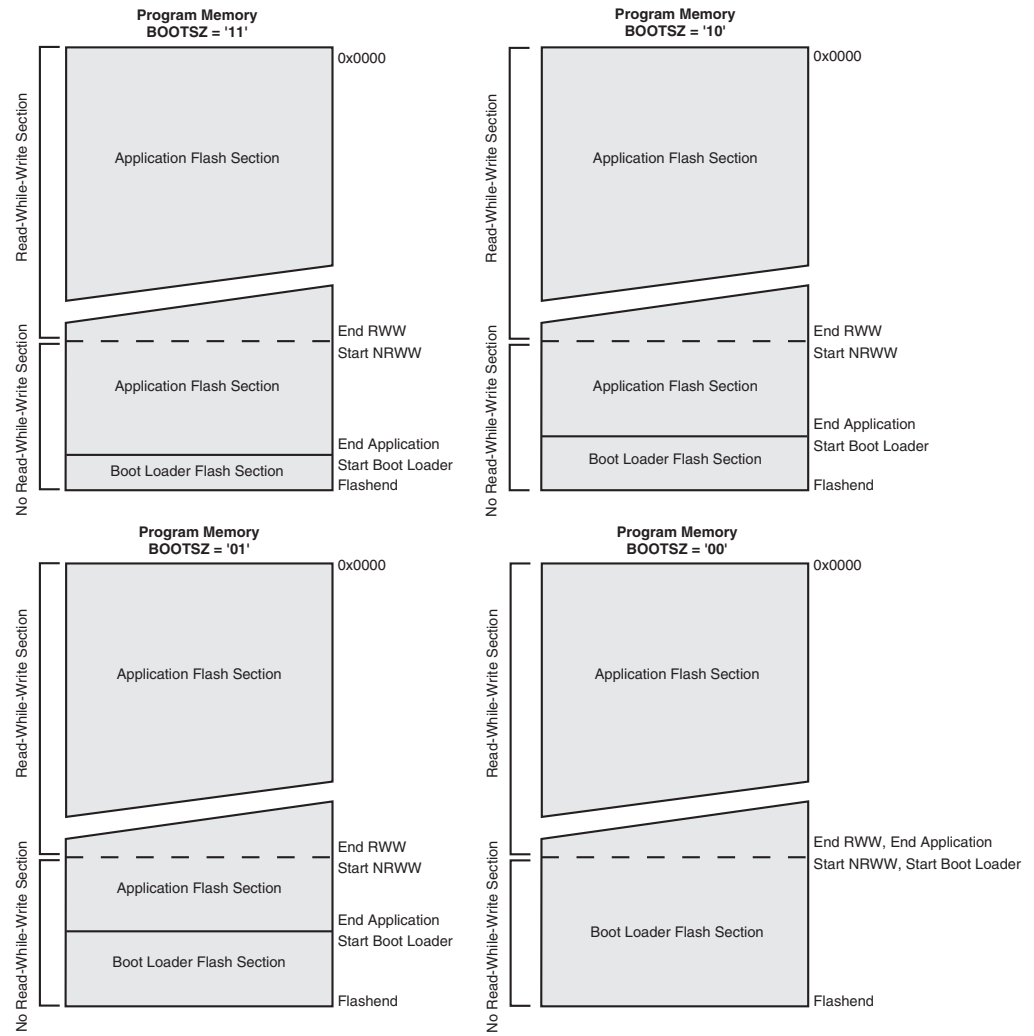 Program Memory
BOOTSZ = '11'
0x0000
Read-While-Write Section
Application Flash Section
End RWW
Start NRWW
No Read-While-Write Section
Application Flash Section
End Application
Start Boot Loader
Boot Loader Flash Section
Flashend
Program Memory
BOOTSZ = '10'
0x0000
Read-While-Write Section
Application Flash Section
End RWW
Start NRWW
No Read-While-Write Section
Application Flash Section
End Application
Start Boot Loader
Boot Loader Flash Section
Flashend
Program Memory
BOOTSZ = '01'
0x0000
Read-While-Write Section
Application Flash Section
End RWW
Start NRWW
No Read-While-Write Section
Application Flash Section
End Application
Start Boot Loader
Boot Loader Flash Section
Flashend
Program Memory
BOOTSZ = '00'
0x0000
Read-While-Write Section
Application Flash Section
End RWW, End Application
Start NRWW, Start Boot Loader
No Read-While-Write Section
Boot Loader Flash Section
Flashend